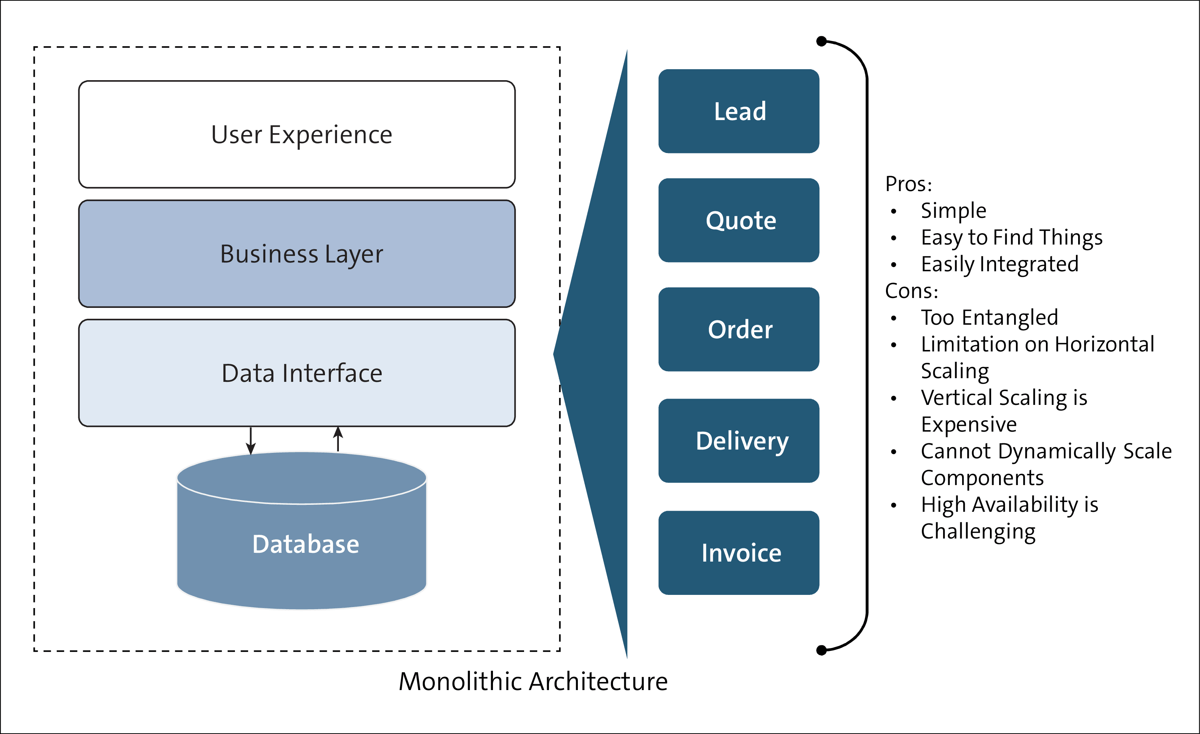 User Experience
Business Layer
Data Interface
Database
Lead
Quote
Order
Delivery
Invoice
Pros:
• Simple
• Easy to Find Things
• Easily Integrated
Cons:
• Too Entangled
• Limitation on Horizontal
Scaling
• Vertical Scaling is
Expensive
• Cannot Dynamically Scale
Components
• High Availability is
Challenging
Monolithic Architecture